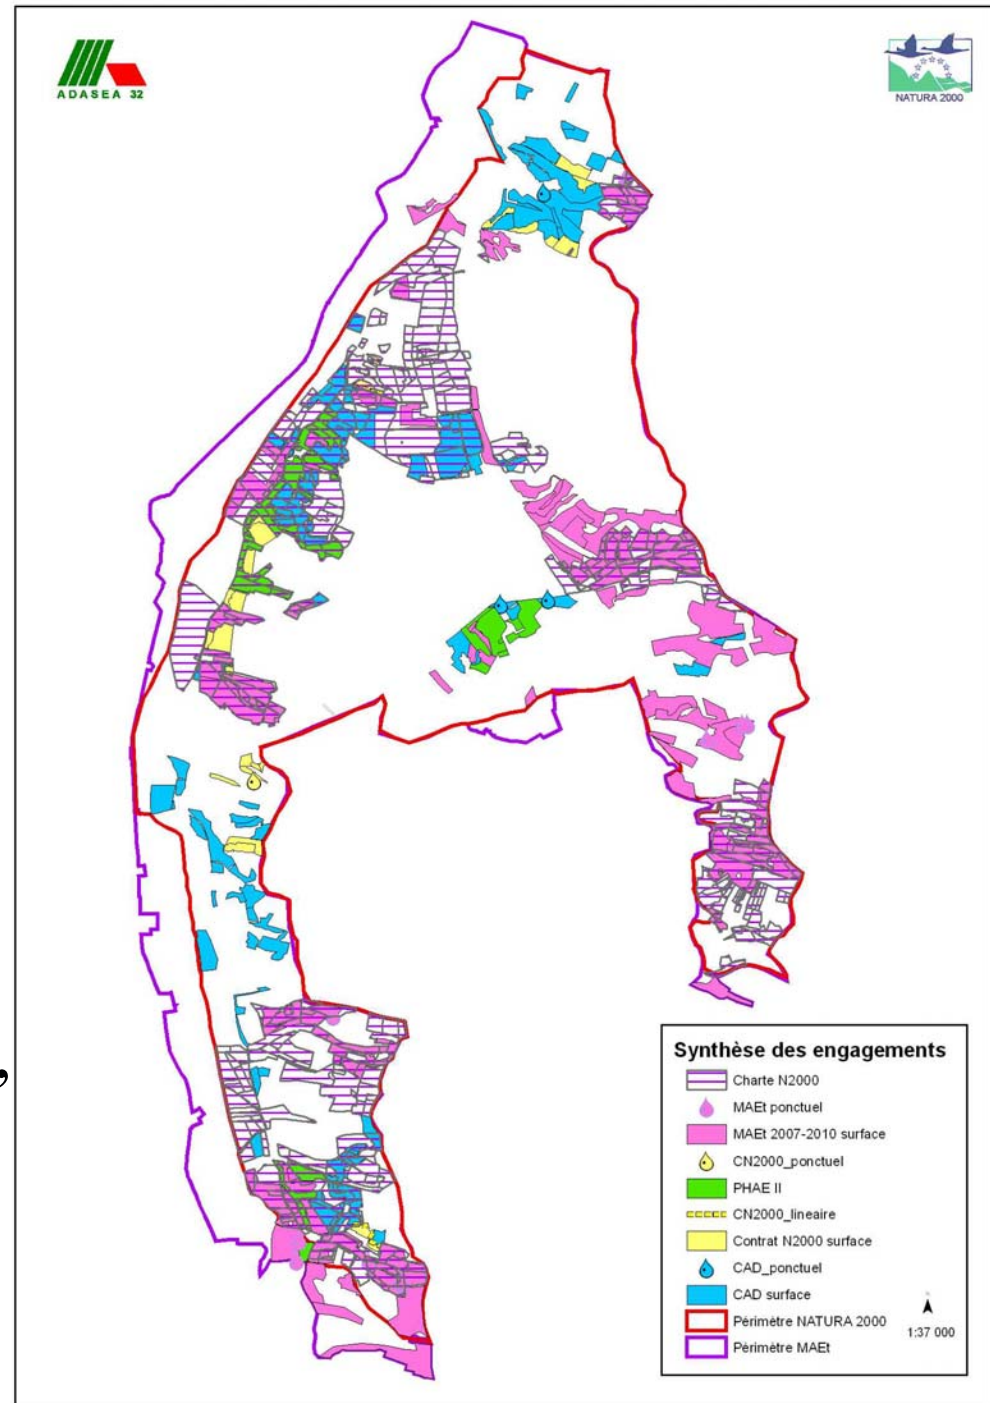 ADASEA 32
NATURA 2000
’
Synthèse des engagements
Charte N2000
MAEt ponctuel
MAEt 2007-2010 surface
CN2000_ponctuel
PHAE II
CN2000_lineaire
Contrat N2000 surface
CAD_ponctuel
CAD surface
Périmètre NATURA 2000
Périmètre MAEt
1:37 000